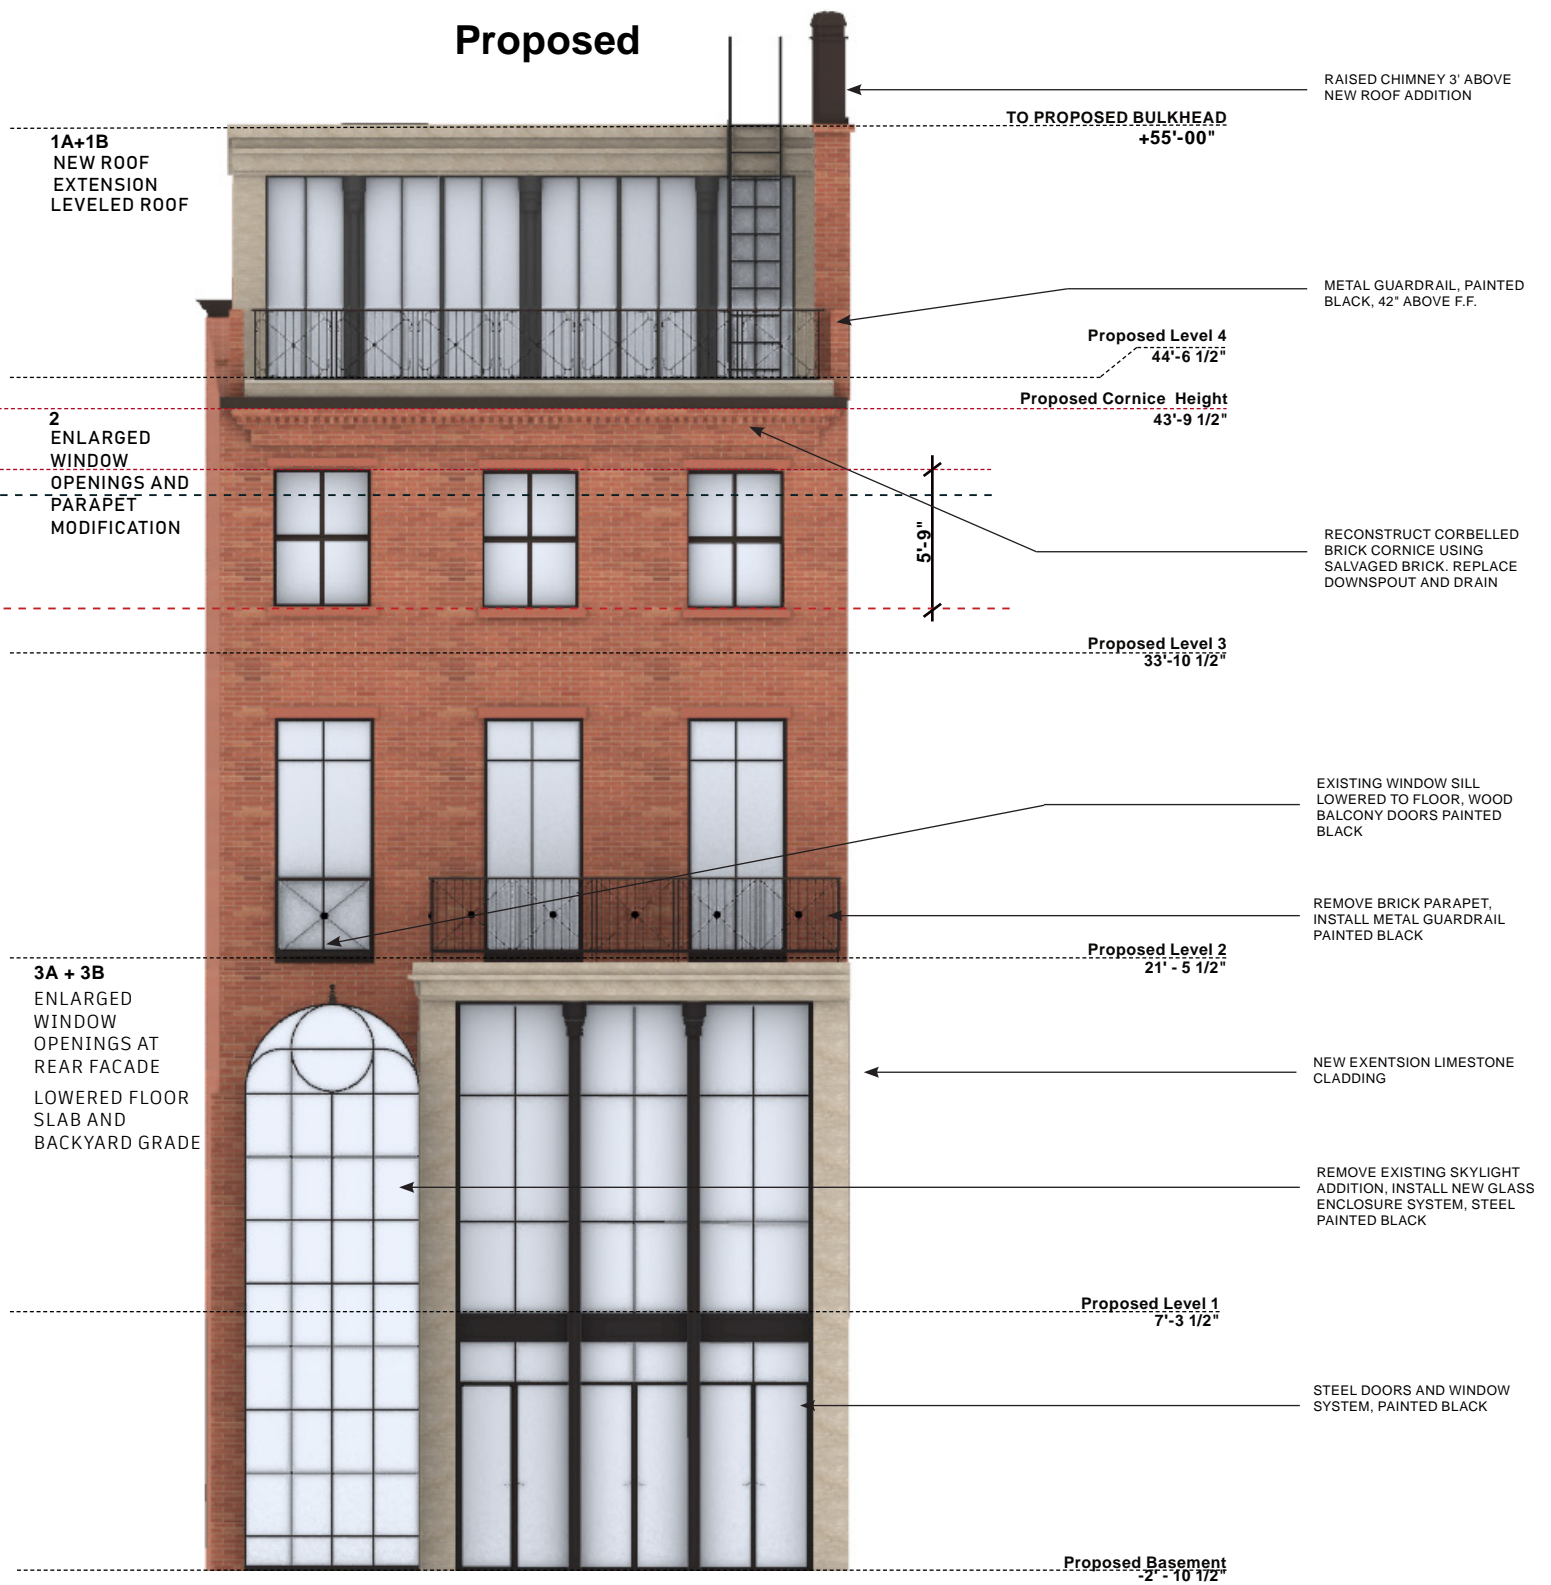 Proposed
RAISED CHIMNEY 3' ABOVE
NEW ROOF ADDITION
TO PROPOSED BULKHEAD
+55'-00"
1A+1B
NEW ROOF
EXTENSION
LEVELED ROOF
METAL GUARDRAIL, PAINTED
BLACK, 42" ABOVE F.F.
Proposed Level 4
44'-6 1/2"
Proposed Cornice Height
43'-9 1/2"
2
ENLARGED
WINDOW
OPENINGS AND
PARAPET
MODIFICATION
5'-9"
RECONSTRUCT CORBELLED
BRICK CORNICE USING
SALVAGED BRICK. REPLACE
DOWNSPOUT AND DRAIN
Proposed Level 3
33'-10 1/2"
EXISTING WINDOW SILL
LOWERED TO FLOOR, WOOD
BALCONY DOORS PAINTED
BLACK
REMOVE BRICK PARAPET,
INSTALL METAL GUARDRAIL
PAINTED BLACK
Proposed Level 2
21' - 5 1/2"
3A + 3B
ENLARGED
WINDOW
OPENINGS AT
REAR FACADE
LOWERED FLOOR
SLAB AND
BACKYARD GRADE
NEW EXENTSION LIMESTONE
CLADDING
REMOVE EXISTING SKYLIGHT
ADDITION, INSTALL NEW GLASS
ENCLOSURE SYSTEM, STEEL
PAINTED BLACK
Proposed Level 1
7'-3 1/2"
STEEL DOORS AND WINDOW
SYSTEM, PAINTED BLACK
Proposed Basement
-2' - 10 1/2"